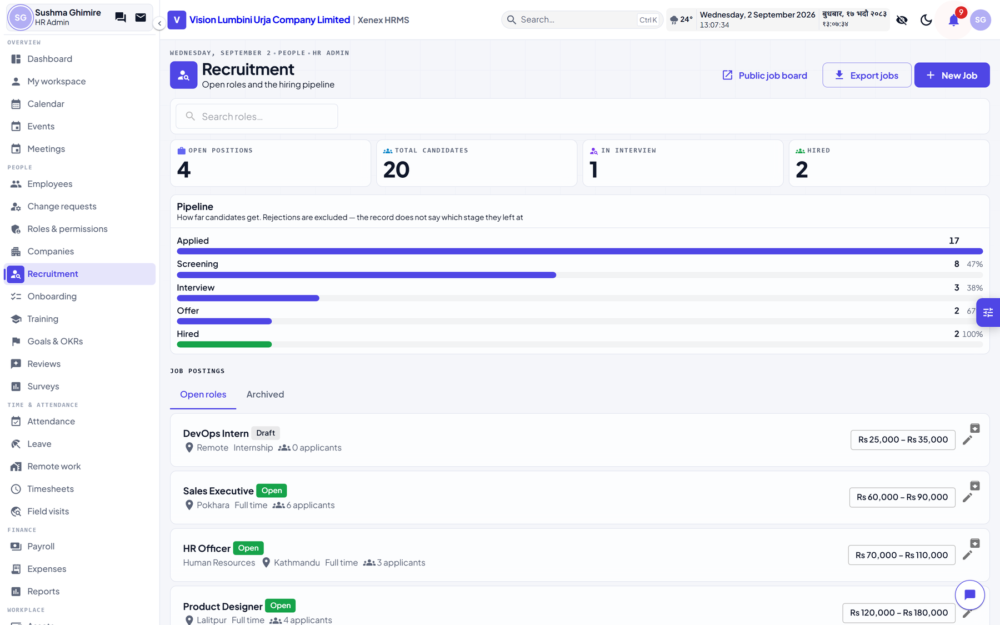 SG
Sushma Ghimire
HR Admin
OVERVIEW
Dashboard
My workspace
Calendar
Events
Meetings
PEOPLE
Employees
Change requests
Roles & permissions
Companies
Recruitment
Onboarding
Training
Goals & OKRs
Reviews
Surveys
TIME & ATTENDANCE
Attendance
Leave
Remote work
Timesheets
Field visits
FINANCE
Payroll
Expenses
Reports
WORKPLACE
V Vision Lumbini Urja Company Limited | Xenex HRMS
Search... Ctrl K
24°
Wednesday, 2 September 2026
13:07:34
बुधबार, १७ भदौ २०८३
१३:०७:३४
9
SG
WEDNESDAY, SEPTEMBER 2 • PEOPLE • HR ADMIN
Recruitment
Open roles and the hiring pipeline
Public job board
Export jobs
New Job
Search roles...
OPEN POSITIONS
4
TOTAL CANDIDATES
20
IN INTERVIEW
1
HIRED
2
Pipeline
How far candidates get. Rejections are excluded — the record does not say which stage they left at
Applied 17
Screening 8 47%
Interview 3 38%
Offer 2 67
Hired 2 100%
JOB POSTINGS
Open roles Archived
DevOps Intern Draft
Remote Internship 0 applicants
Rs 25,000 – Rs 35,000
Sales Executive Open
Pokhara Full time 6 applicants
Rs 60,000 – Rs 90,000
HR Officer Open
Human Resources Kathmandu Full time 3 applicants
Rs 70,000 – Rs 110,000
Product Designer Open
Lalitpur Full time 4 applicants
Rs 120,000 – Rs 180,000